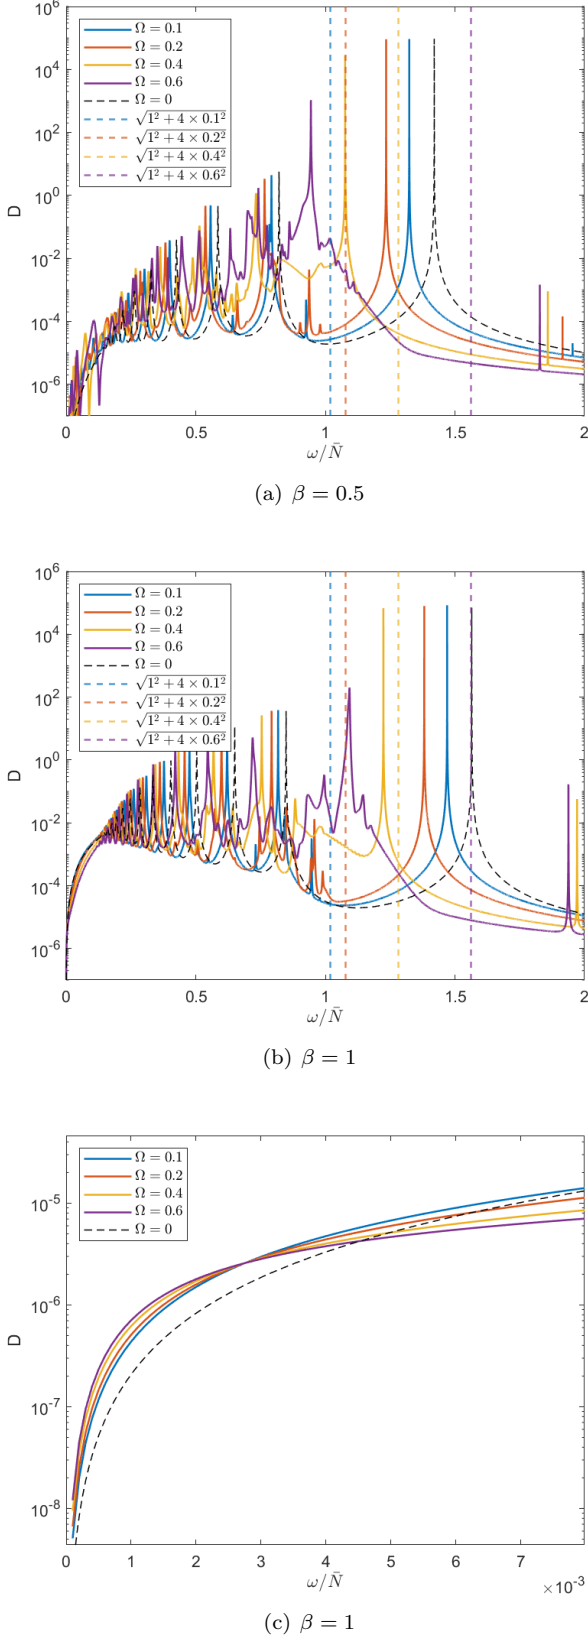 10^6
10^4
10^2
10^0
10^-2
10^-4
10^-6
D
Ω = 0.1
Ω = 0.2
Ω = 0.4
Ω = 0.6
Ω = 0
√1² + 4 × 0.1²
√1² + 4 × 0.2²
√1² + 4 × 0.4²
√1² + 4 × 0.6²
0 0.5 1 1.5 2
ω/N̄
(a) β = 0.5
10^6
10^4
10^2
10^0
10^-2
10^-4
10^-6
D
Ω = 0.1
Ω = 0.2
Ω = 0.4
Ω = 0.6
Ω = 0
√1² + 4 × 0.1²
√1² + 4 × 0.2²
√1² + 4 × 0.4²
√1² + 4 × 0.6²
0 0.5 1 1.5 2
ω/N̄
(b) β = 1
10^-5
10^-6
10^-7
10^-8
D
Ω = 0.1
Ω = 0.2
Ω = 0.4
Ω = 0.6
Ω = 0
0 1 2 3 4 5 6 7
ω/N̄
×10^-3
(c) β = 1